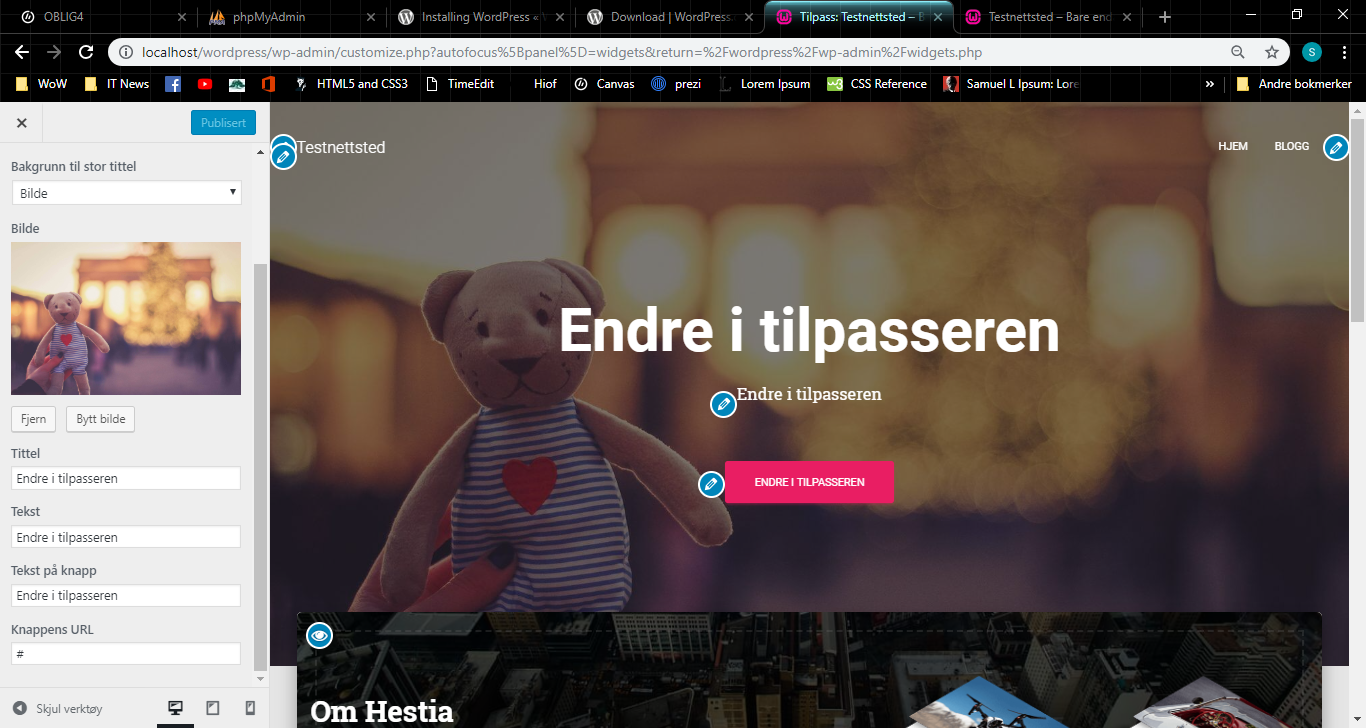 OBLIG4
phpMyAdmin
Installing WordPress «
Download | WordPress.
Tilpass: Testnettsted – B
Testnettsted – Bare end
localhost/wordpress/wp-admin/customize.php?autofocus%5Bpanel%5D=widgets&return=%2Fwordpress%2Fwp-admin%2Fwidgets.php
S
WoW
IT News
HTML5 and CSS3
TimeEdit
Hiof
Canvas
prezi
Lorem Ipsum
CSS Reference
Samuel L Ipsum: Lore
»
Andre bokmerker
Publisert
Bakgrunn til stor tittel
Bilde
Bilde
Fjern
Bytt bilde
Tittel
Endre i tilpasseren
Tekst
Endre i tilpasseren
Tekst på knapp
Endre i tilpasseren
Knappens URL
#
Skjul verktøy
Testnettsted
HJEM
BLOGG
Endre i tilpasseren
Endre i tilpasseren
ENDRE I TILPASSEREN
Om Hestia